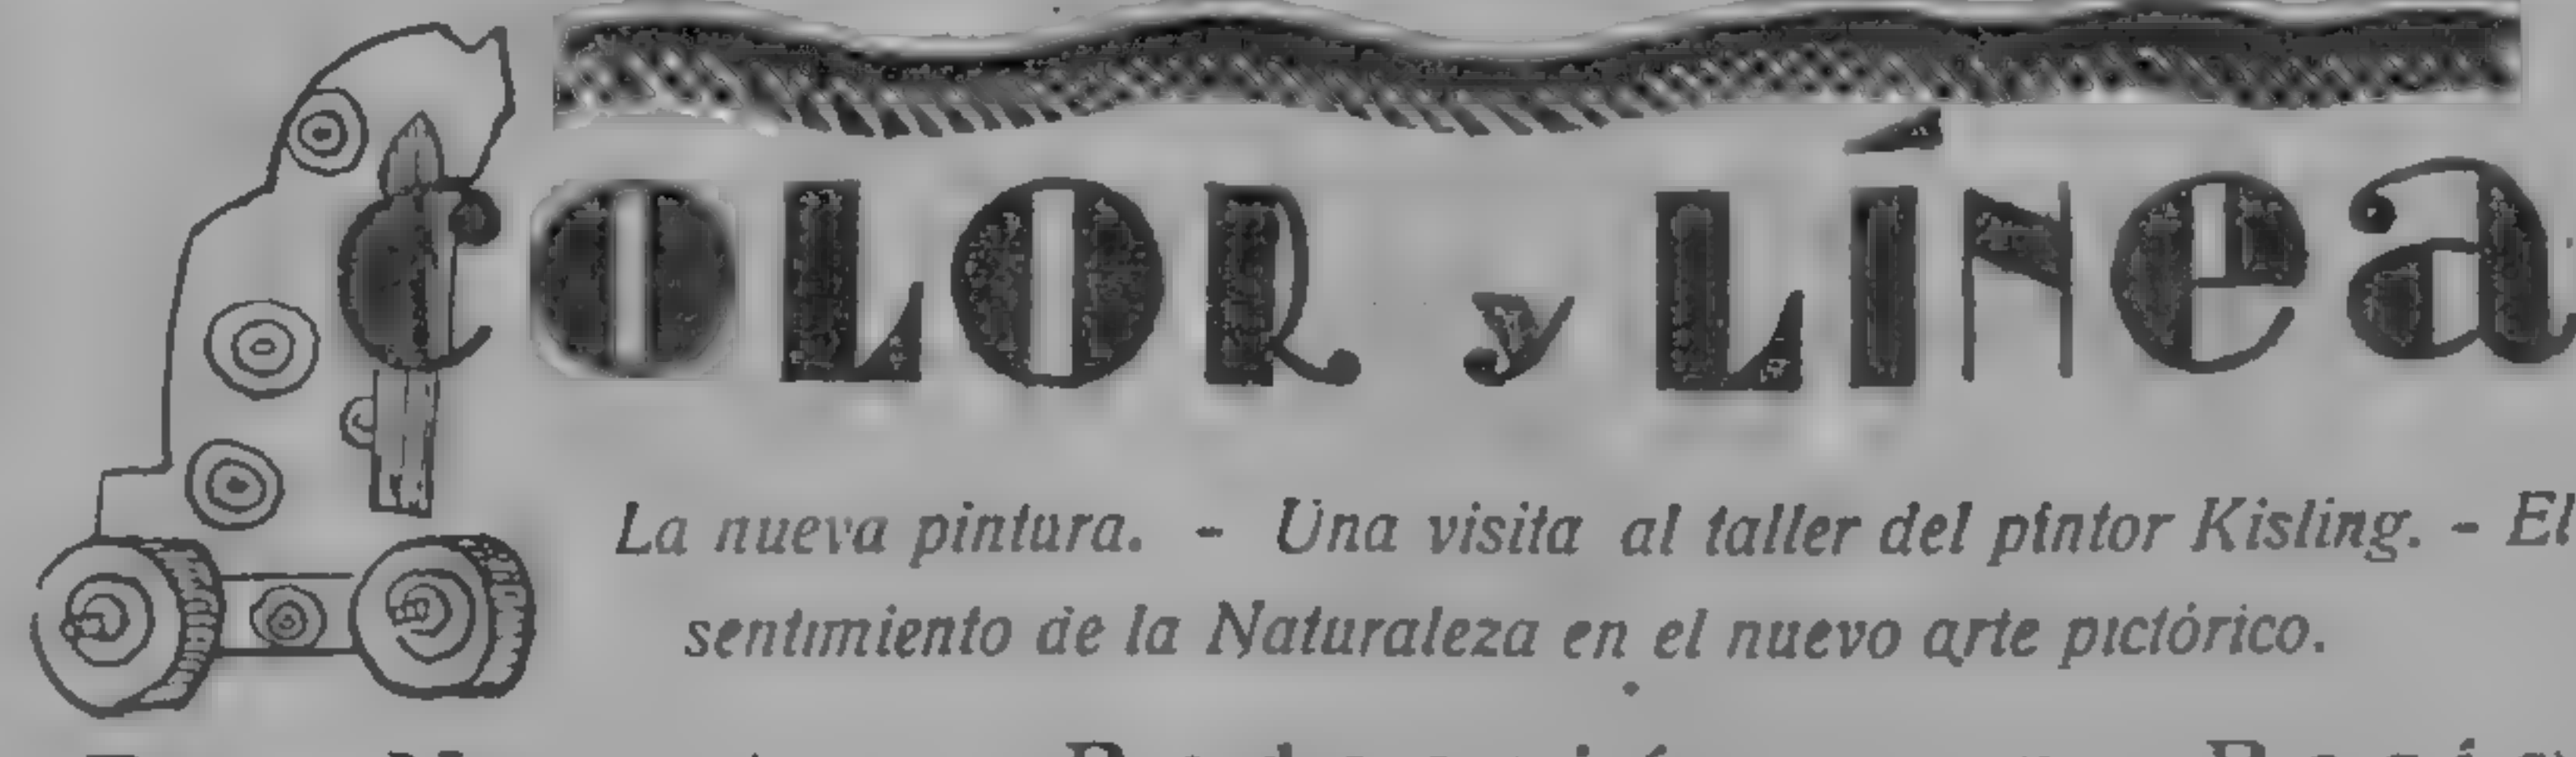 COLOR y LÍNea
La nueva pintura. - Una visita al taller del pintor Kisling. - El
sentimiento de la Naturaleza en el nuevo arte pictórico.